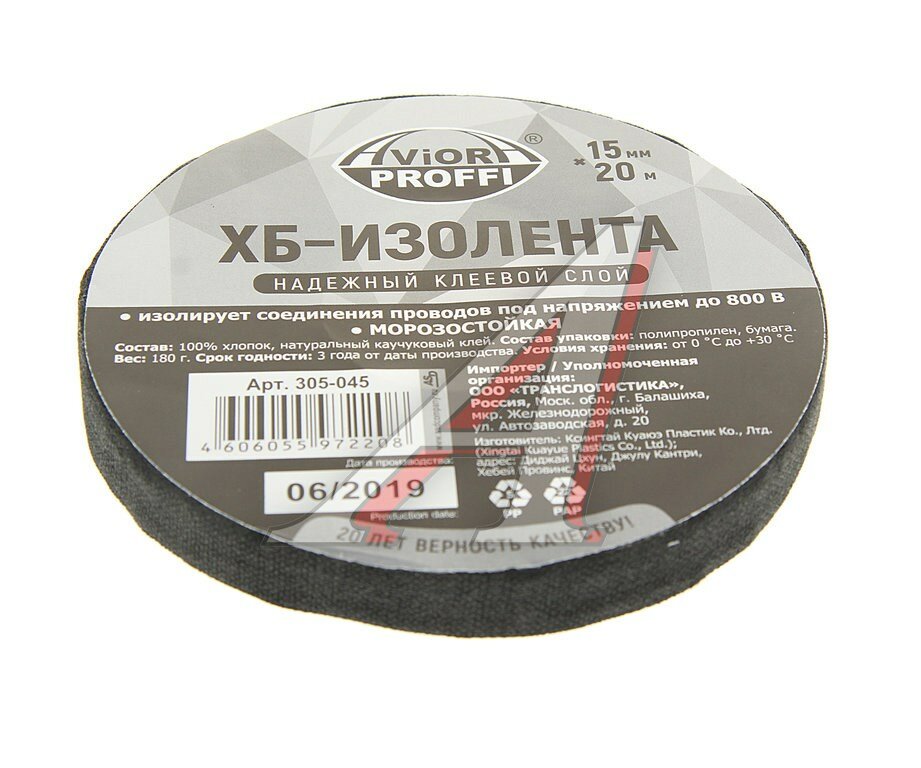 AViORA®
PROFFI
15 мм
× 20 м
ХБ-ИЗОЛЕНТА
НАДЕЖНЫЙ КЛЕЕВОЙ СЛОЙ
• изолирует соединения проводов под напряжением до 800 В
• МОРОЗОСТОЙКАЯ
Состав: 100% хлопок, натуральный каучуковый клей. Состав упаковки: полипропилен, бумага.
Вес: 180 г. Срок годности: 3 года от даты производства. Условия хранения: от 0 °С до +30 °С
Арт. 305-045
4 606055 972208
Дата производства:
06/2019
Production date:
Импортер / Уполномоченная
организация:
ООО «ТРАНСЛОГИСТИКА»,
Россия, Моск. обл., г. Балашиха,
мкр. Железнодорожный,
ул. Автозаводская, д. 20
Изготовитель: Ксингтай Куаюэ Пластик Ко., Лтд.
(Xingtai Kuayue Plastics Co., Ltd.);
адрес: Диджай Цхун, Джулу Кантри,
Хебей Провинс, Китай
PP PAP
20 ЛЕТ ВЕРНОСТЬ КАЧЕСТВУ!